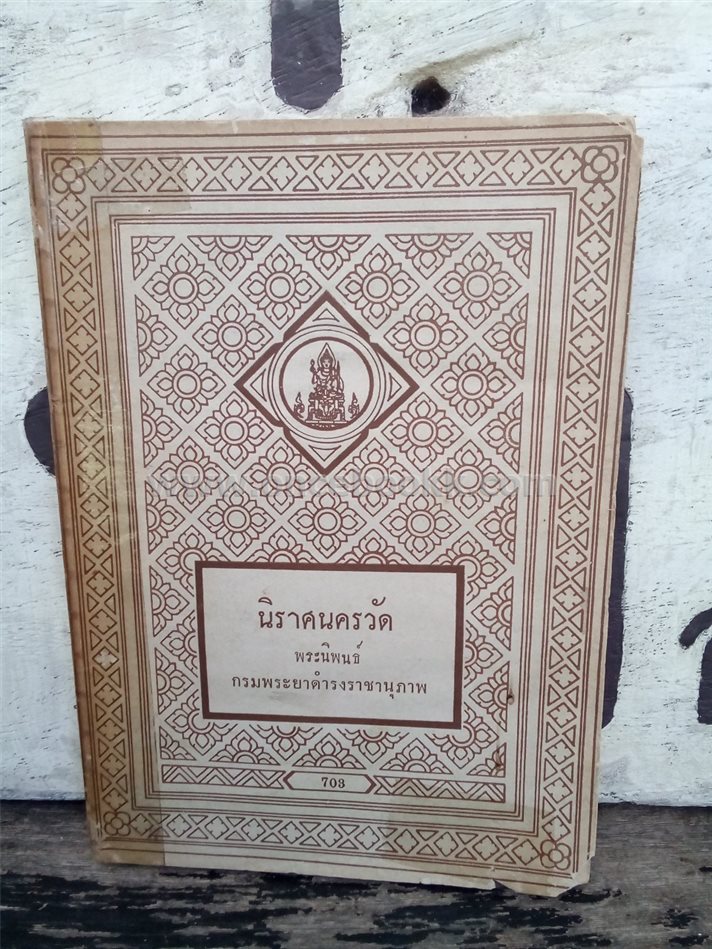 นิราศนครวัด
พระนิพนธ์
กรมพระยาดำรงราชานุภาพ
703